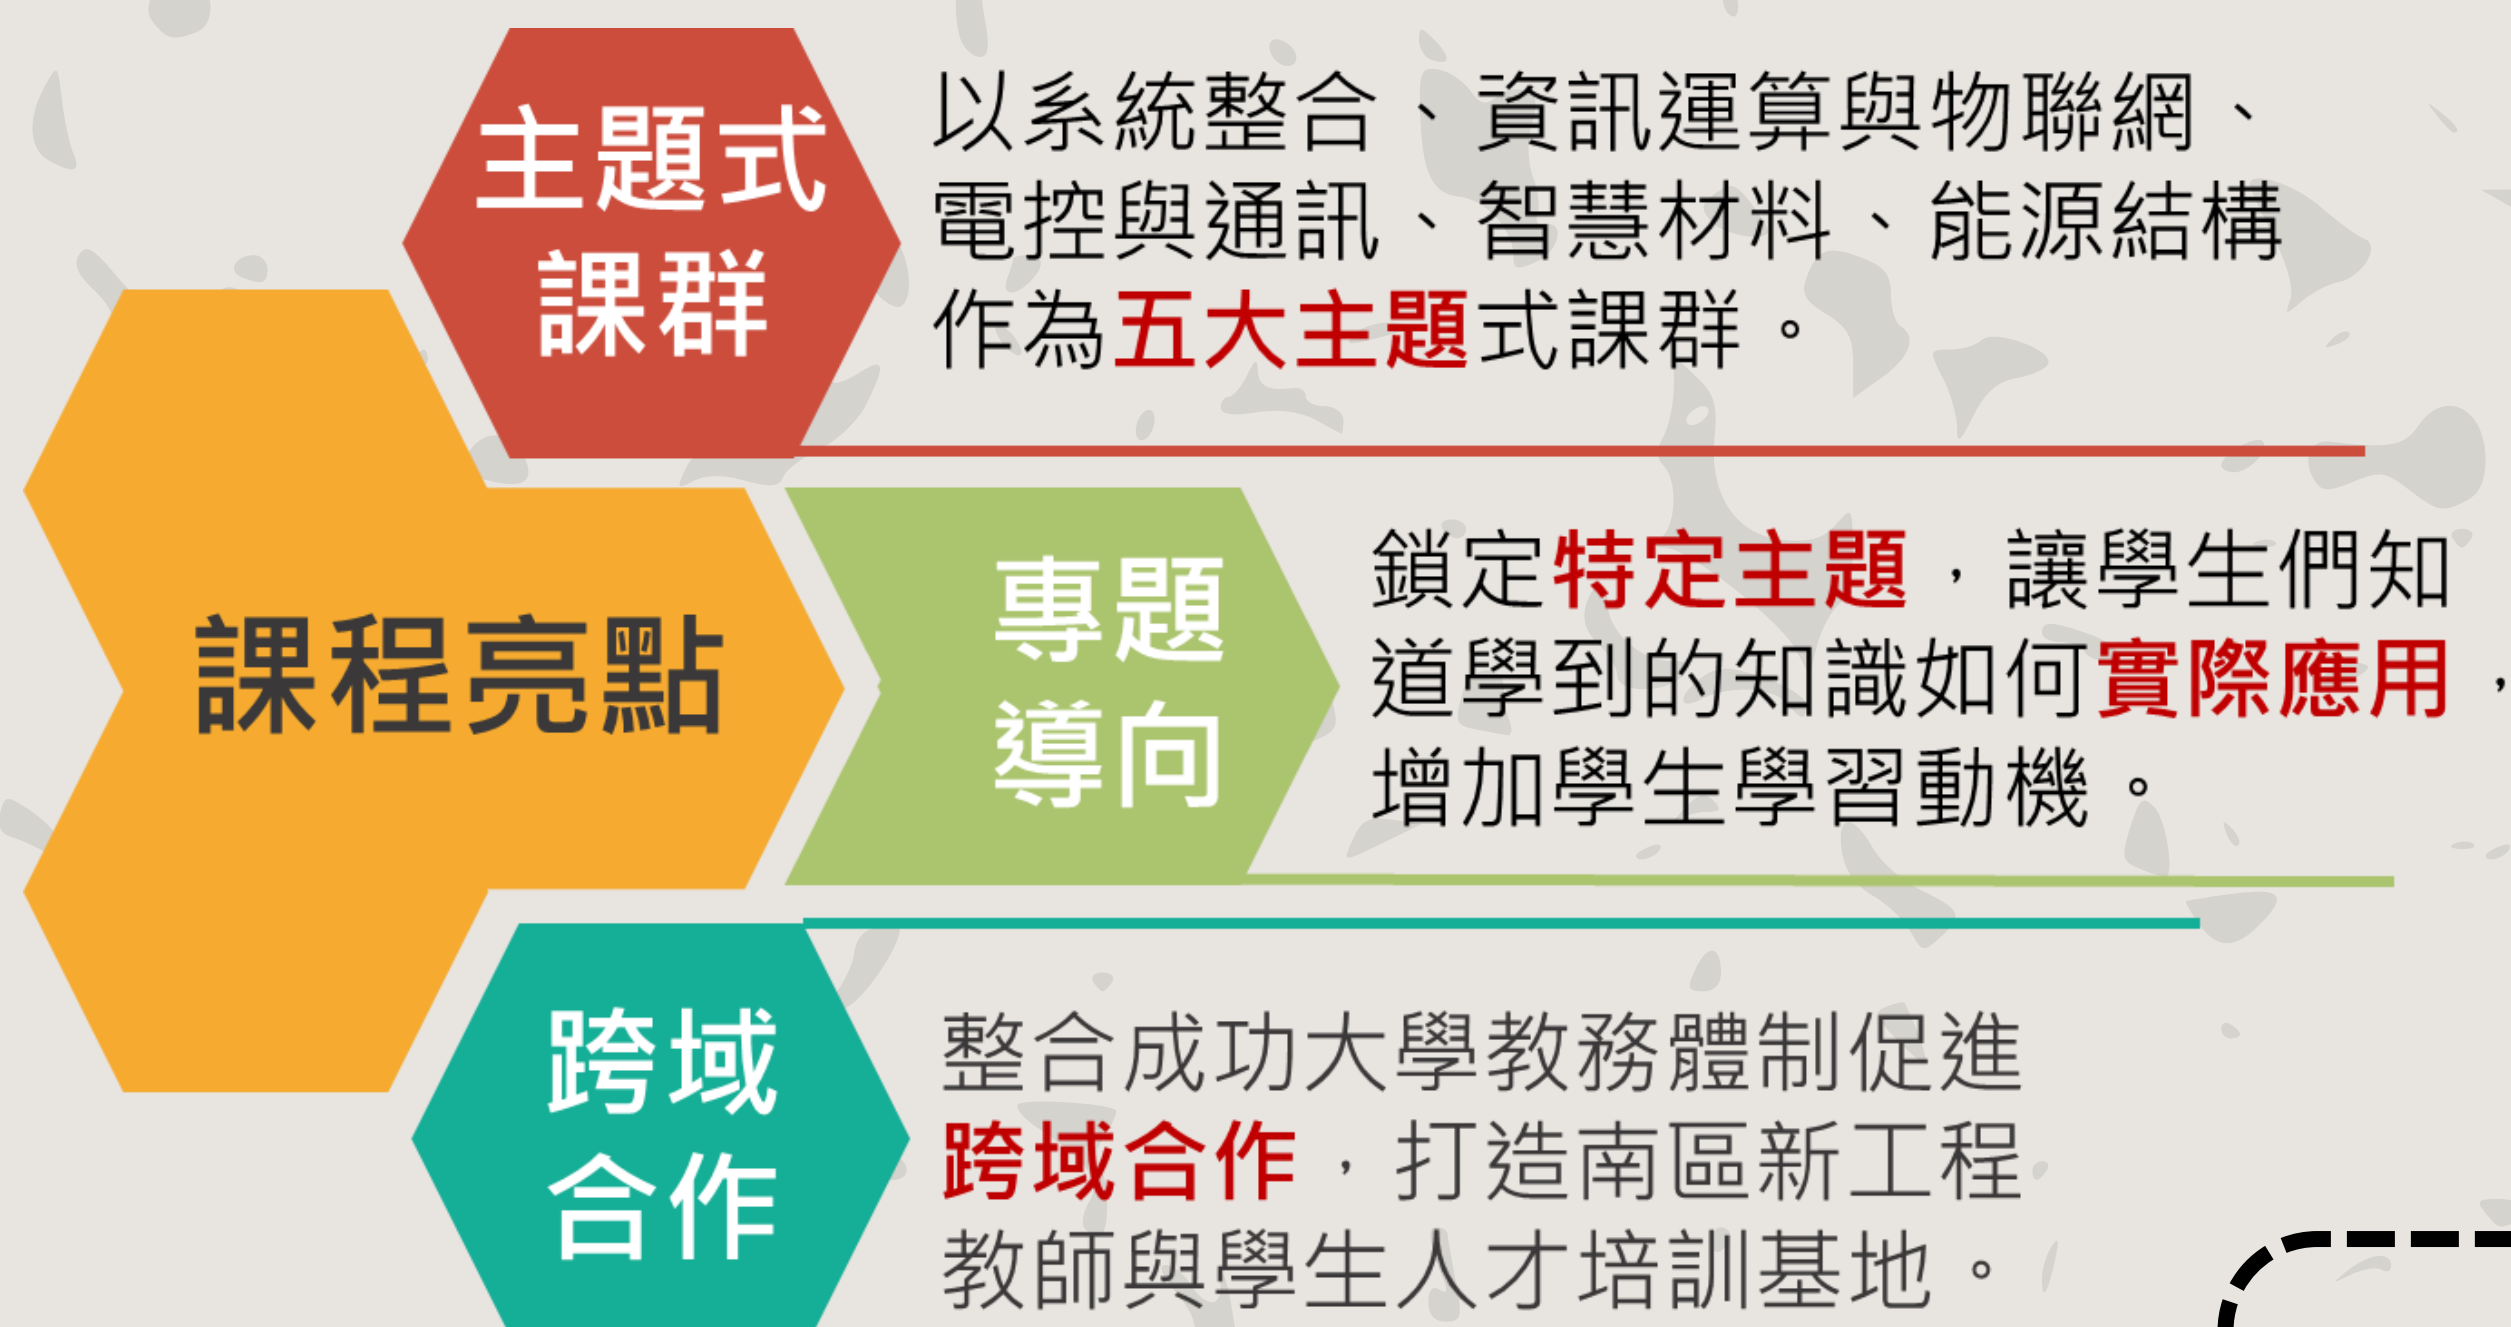 主題式
課群
以系統整合、資訊運算與物聯網、
電控與通訊、智慧材料、能源結構
作為五大主題式課群。
課程亮點
專題
導向
鎖定特定主題，讓學生們知
道學到的知識如何實際應用，
增加學生學習動機。
跨域
合作
整合成功大學教務體制促進
跨域合作，打造南區新工程
教師與學生人才培訓基地。